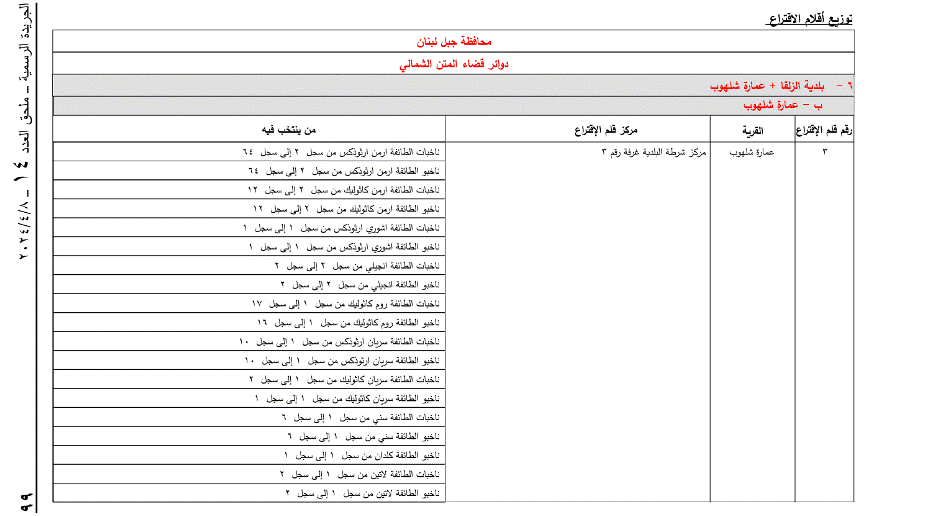 الجريدة الرسمية – ملحق العدد ١٤ – ٢٠٢٤/٤/٨
توزيع أقلام الاقتراع
محافظة جبل لبنان
دوائر قضاء المتن الشمالي
٦ - بلدية الزلقا + عمارة شلهوب
ب - عمارة شلهوب
رقم قلم الإقتراع القرية مركز قلم الإقتراع من ينتخب فيه
٣ عمارة شلهوب مركز شرطة البلدية غرفة رقم ٣ ناخبات الطائفة ارمن ارثوذكس من سجل ٢ إلى سجل ٦٤
ناخبو الطائفة ارمن ارثوذكس من سجل ٢ إلى سجل ٦٤
ناخبات الطائفة ارمن كاثوليك من سجل ٢ إلى سجل ١٢
ناخبو الطائفة ارمن كاثوليك من سجل ٢ إلى سجل ١٢
ناخبات الطائفة اشوري ارثوذكس من سجل ١ إلى سجل ١
ناخبو الطائفة اشوري ارثوذكس من سجل ١ إلى سجل ١
ناخبات الطائفة انجيلي من سجل ٢ إلى سجل ٢
ناخبو الطائفة انجيلي من سجل ٢ إلى سجل ٢
ناخبات الطائفة روم كاثوليك من سجل ١ إلى سجل ١٧
ناخبو الطائفة روم كاثوليك من سجل ١ إلى سجل ١٦
ناخبات الطائفة سريان ارثوذكس من سجل ١ إلى سجل ١٠
ناخبو الطائفة سريان ارثوذكس من سجل ١ إلى سجل ١٠
ناخبات الطائفة سريان كاثوليك من سجل ١ إلى سجل ٢
ناخبو الطائفة سريان كاثوليك من سجل ١ إلى سجل ١
ناخبات الطائفة سني من سجل ١ إلى سجل ٦
ناخبو الطائفة سني من سجل ١ إلى سجل ٦
ناخبو الطائفة كلدان من سجل ١ إلى سجل ١
ناخبات الطائفة لاتين من سجل ١ إلى سجل ٢
ناخبو الطائفة لاتين من سجل ١ إلى سجل ٢
٩٩